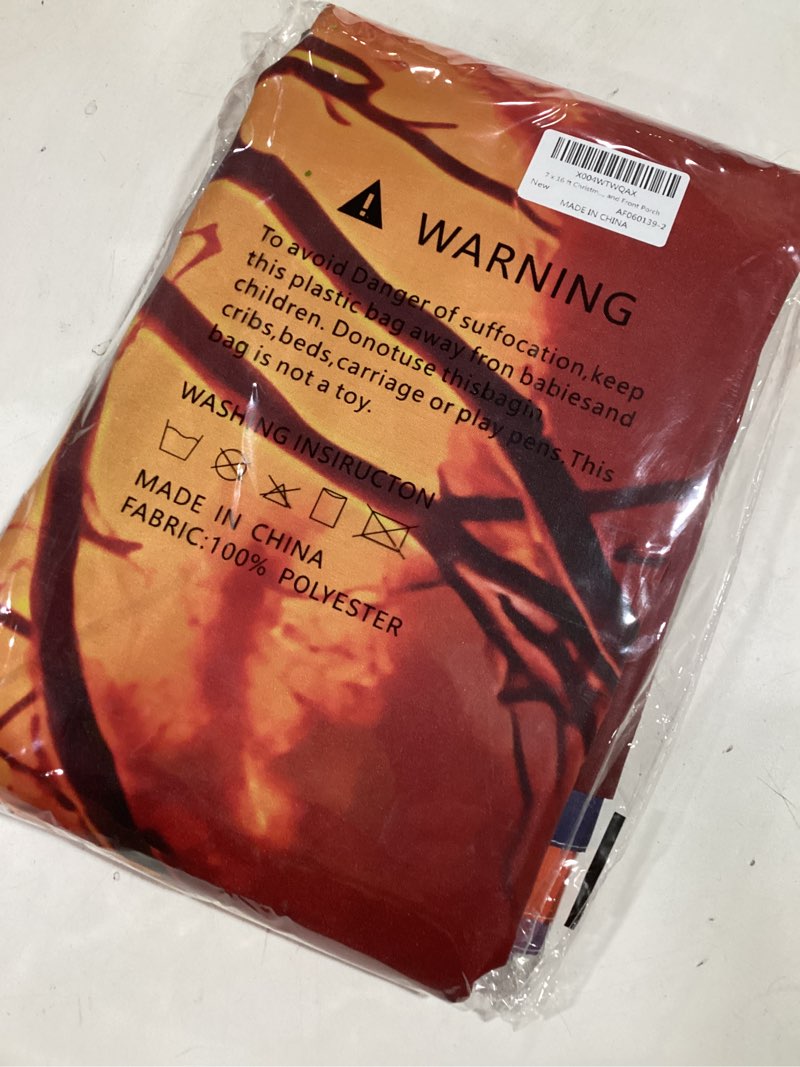 X004WTWQAX
7 x 16 ft Christm... and Front Porch
New
AF060139-2
MADE IN CHINA
WARNING
To avoid Danger of suffocation,keep
this plastic bag away fron babiesand
children. Donotuse thisbagin
cribs,beds,carriage or play pens.This
bag is not a toy.
WASHING INSIRUCTON
MADE IN CHINA
FABRIC:100% POLYESTER